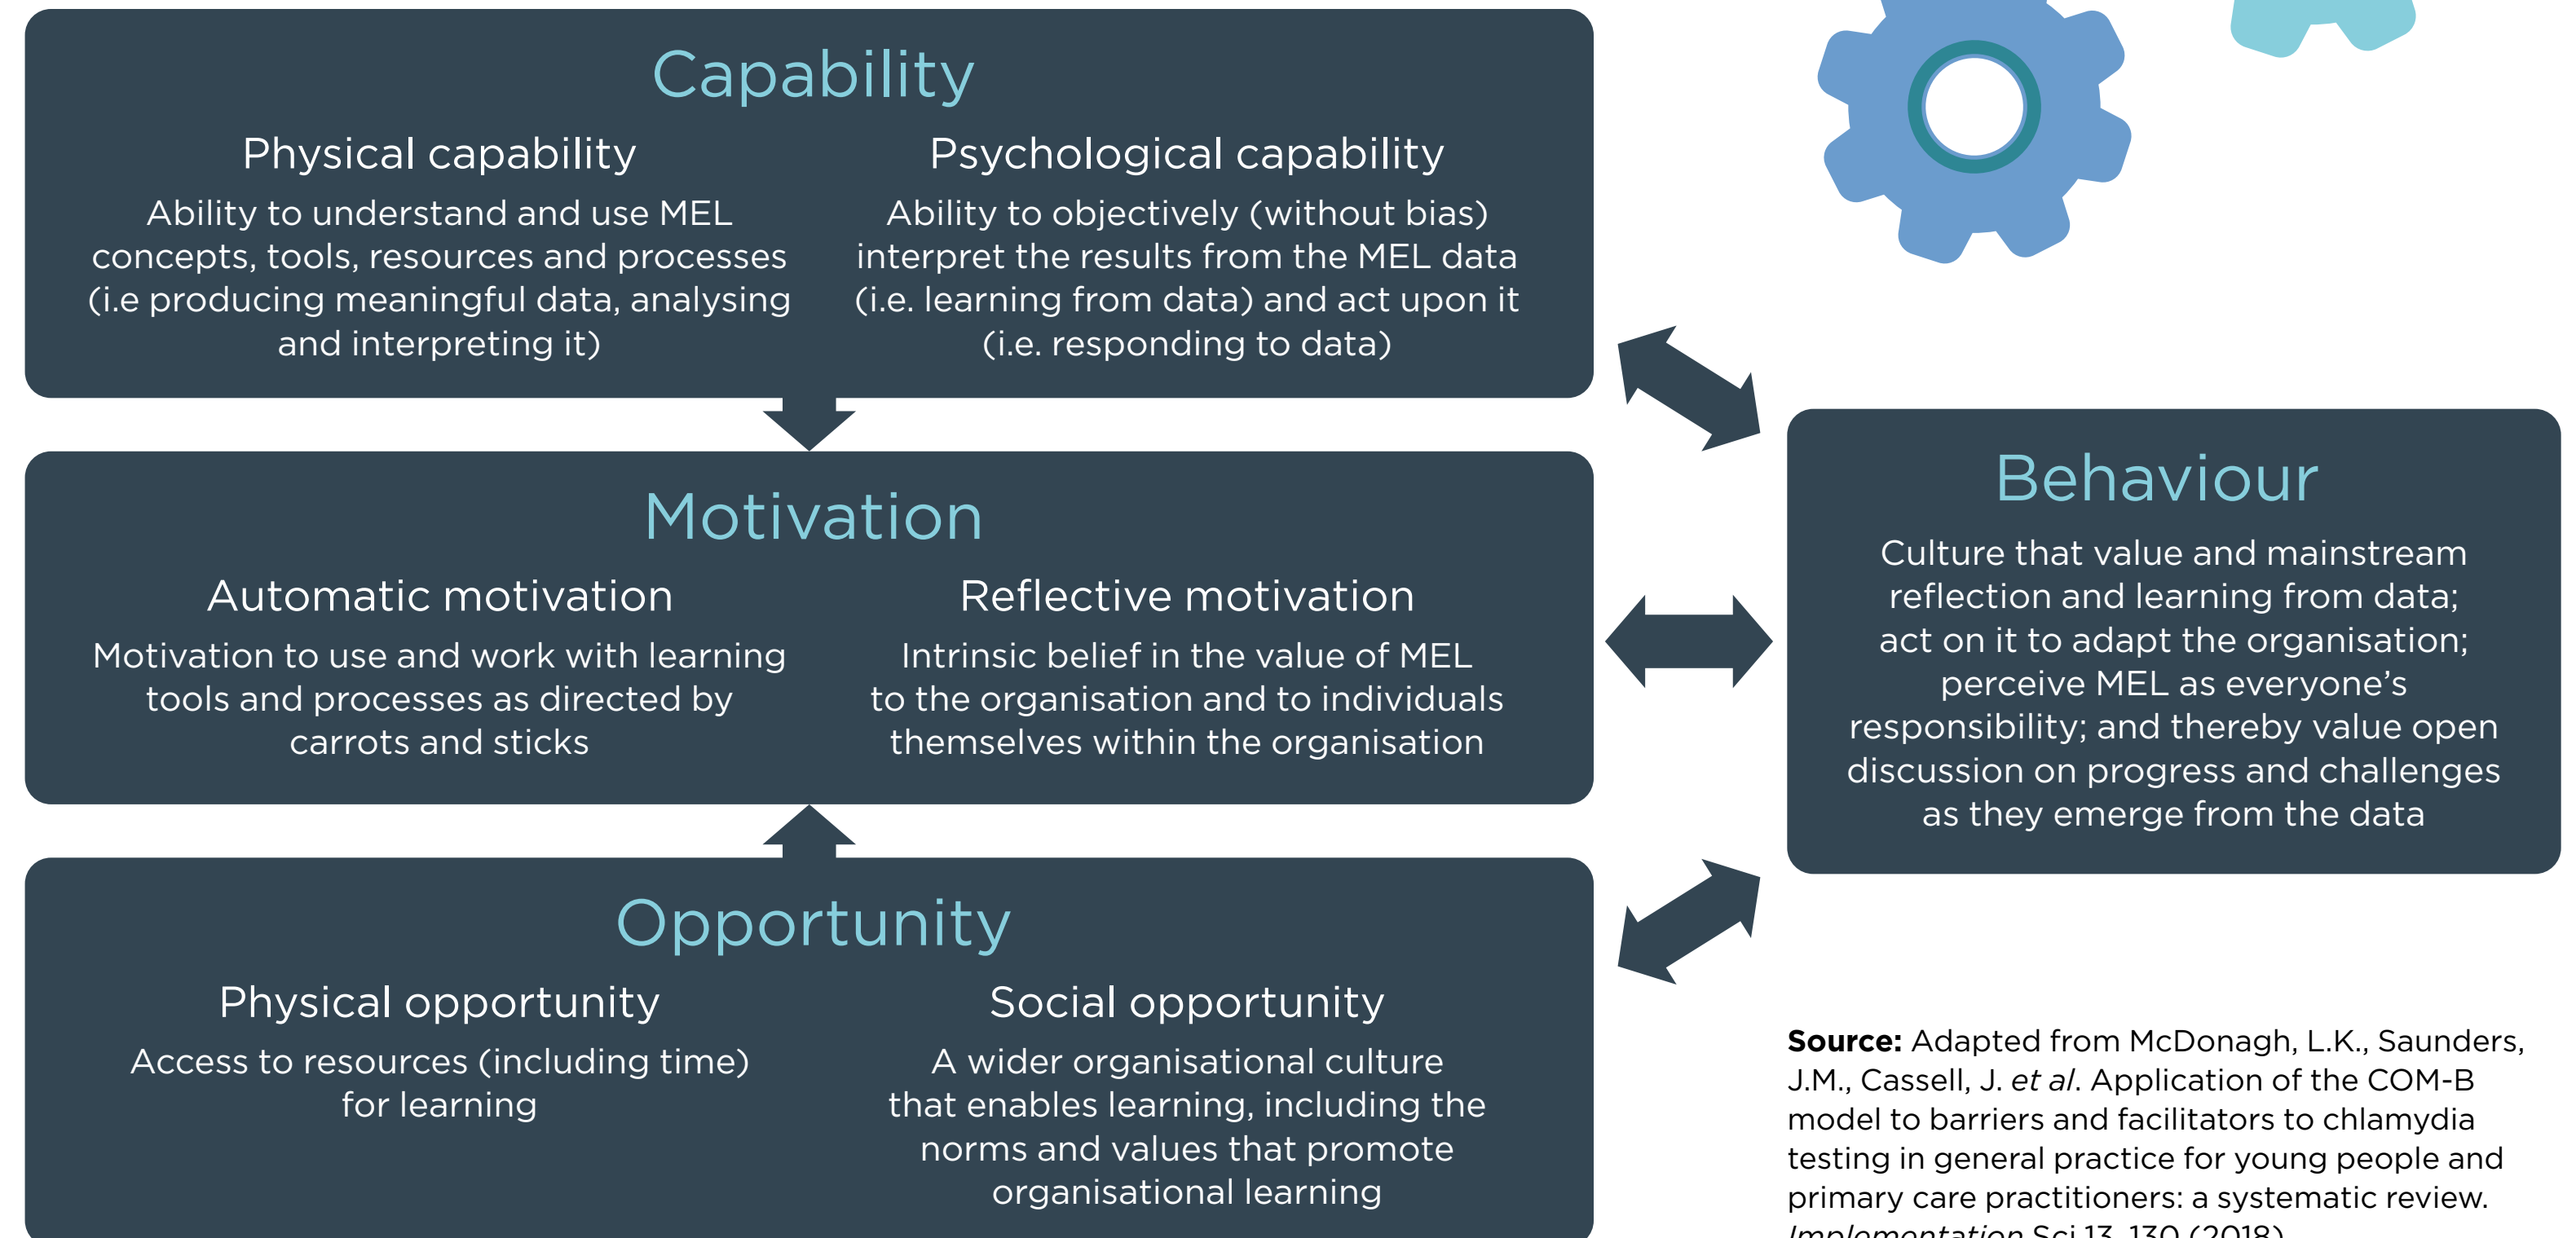 Capability
Physical capability
Ability to understand and use MEL
concepts, tools, resources and processes
(i.e producing meaningful data, analysing
and interpreting it)
Psychological capability
Ability to objectively (without bias)
interpret the results from the MEL data
(i.e. learning from data) and act upon it
(i.e. responding to data)
Motivation
Automatic motivation
Motivation to use and work with learning
tools and processes as directed by
carrots and sticks
Reflective motivation
Intrinsic belief in the value of MEL
to the organisation and to individuals
themselves within the organisation
Opportunity
Physical opportunity
Access to resources (including time)
for learning
Social opportunity
A wider organisational culture
that enables learning, including the
norms and values that promote
organisational learning
Behaviour
Culture that value and mainstream
reflection and learning from data;
act on it to adapt the organisation;
perceive MEL as everyone’s
responsibility; and thereby value open
discussion on progress and challenges
as they emerge from the data
Source: Adapted from McDonagh, L.K., Saunders,
J.M., Cassell, J. et al. Application of the COM-B
model to barriers and facilitators to chlamydia
testing in general practice for young people and
primary care practitioners: a systematic review.
Implementation Sci 13, 130 (2018)